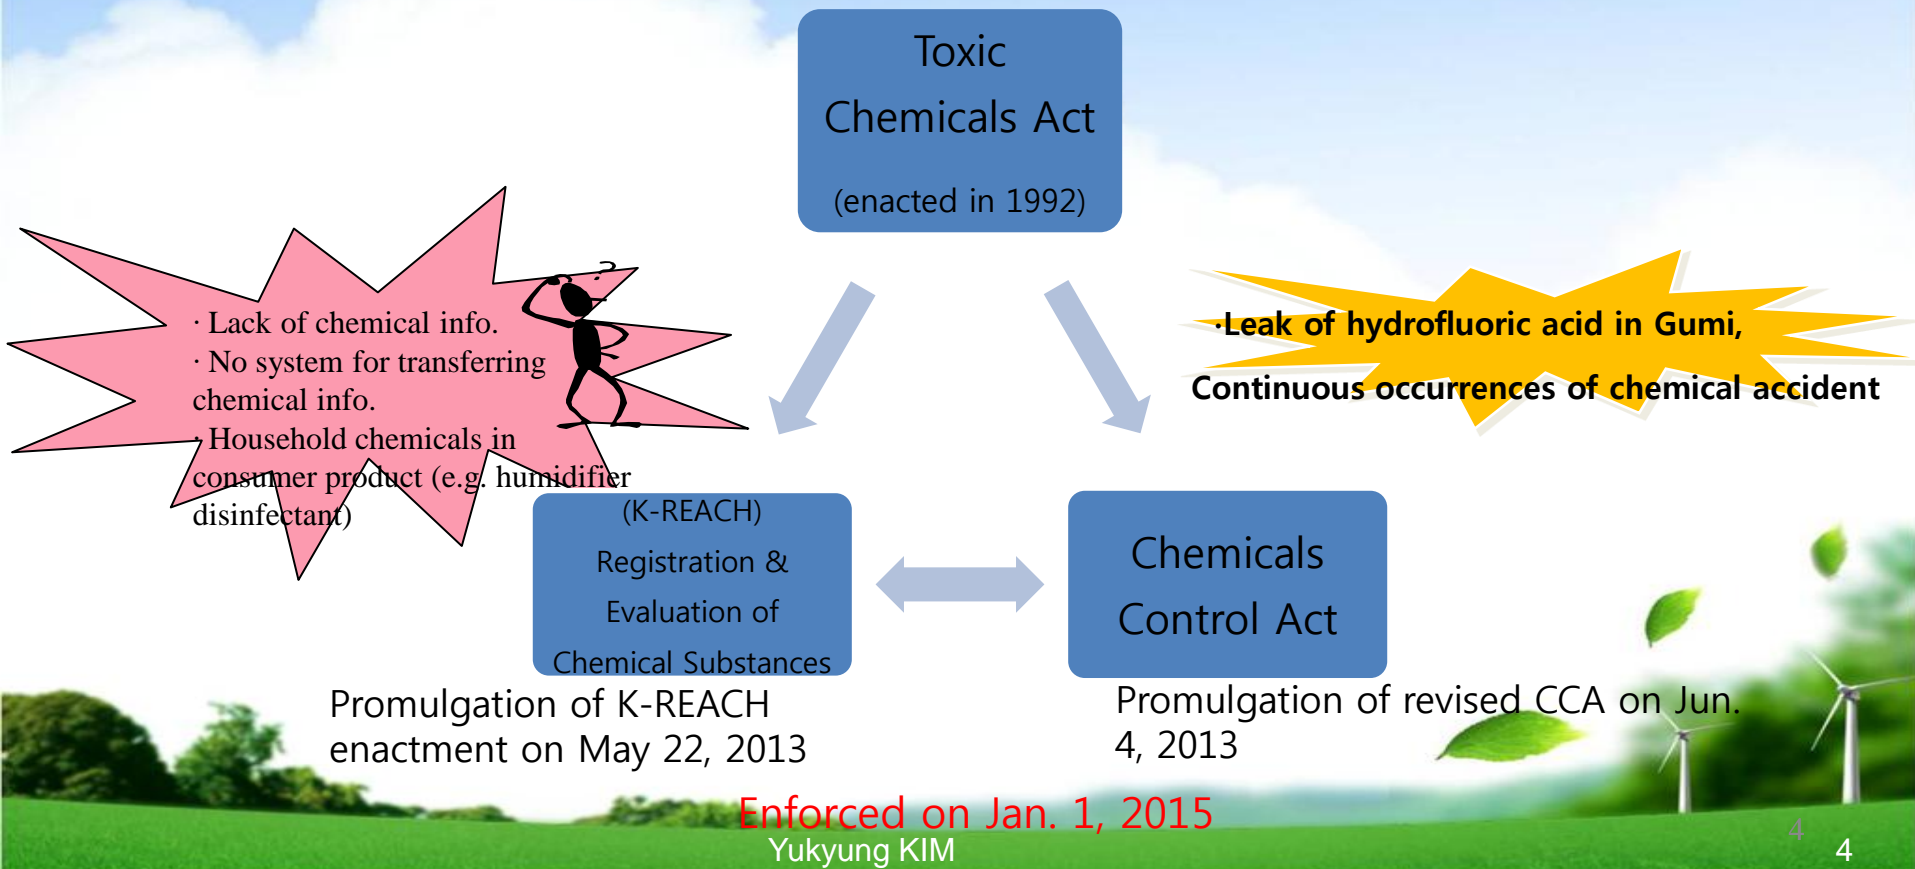 Toxic
Chemicals Act
(enacted in 1992)
· Lack of chemical info.
· No system for transferring
chemical info.
· Household chemicals in
consumer product (e.g. humidifier
disinfectant)
?
·Leak of hydrofluoric acid in Gumi,
Continuous occurrences of chemical accident
(K-REACH)
Registration &
Evaluation of
Chemical Substances
Chemicals
Control Act
Promulgation of K-REACH
enactment on May 22, 2013
Promulgation of revised CCA on Jun.
4, 2013
Enforced on Jan. 1, 2015
Yukyung KIM
4
4